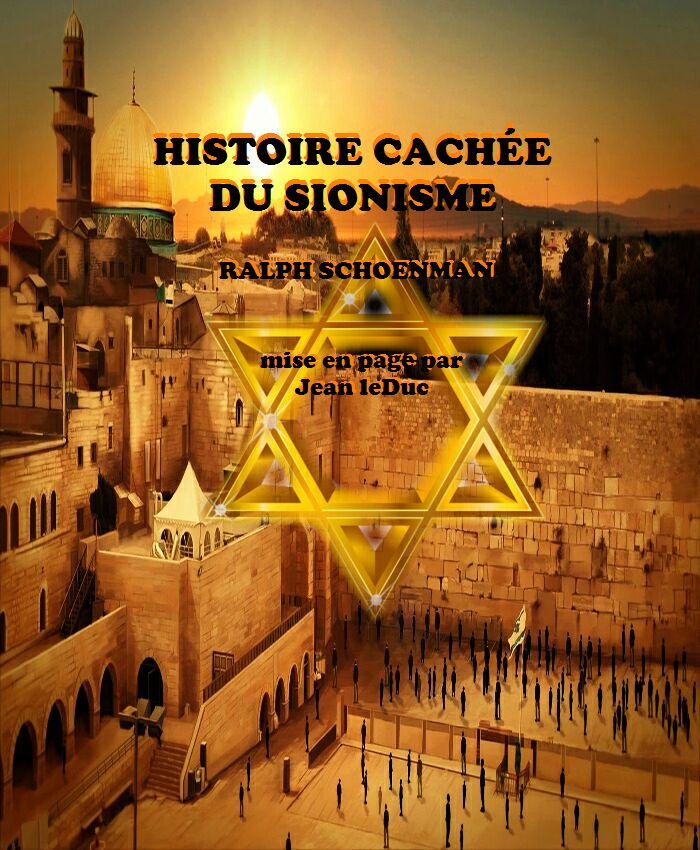 HISTOIRE CACHÉE
DU SIONISME
RALPH SCHOENMAN
mise en page par
Jean leDuc